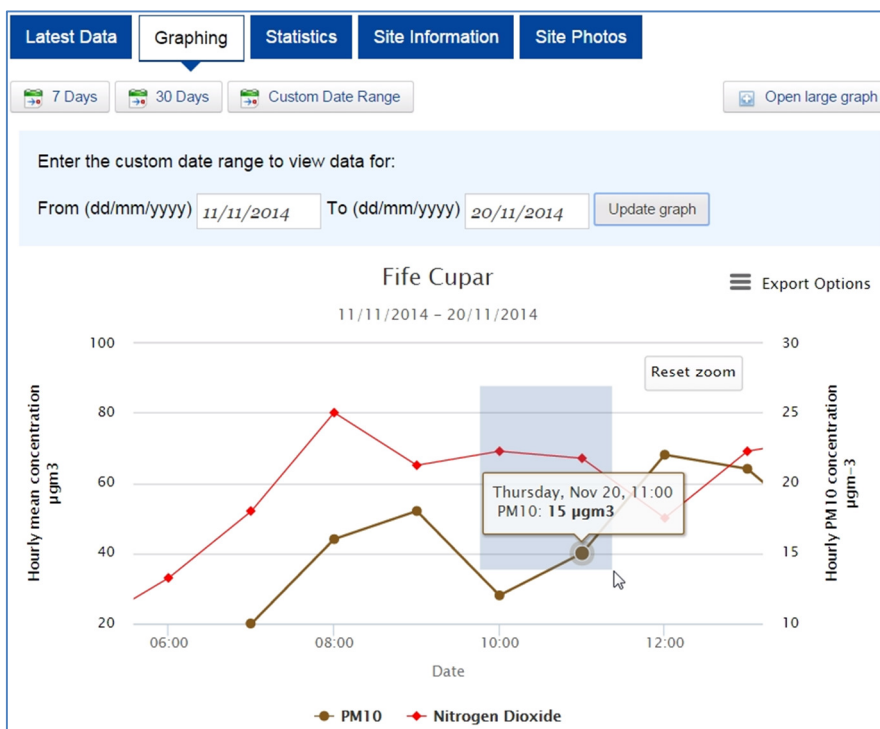 Latest Data Graphing Statistics Site Information Site Photos
7 Days 30 Days Custom Date Range Open large graph
Enter the custom date range to view data for:
From (dd/mm/yyyy) 11/11/2014 To (dd/mm/yyyy) 20/11/2014 Update graph
Fife Cupar
Export Options
11/11/2014 – 20/11/2014
Reset zoom
Hourly mean concentration
µgm3
100
80
60
40
20
Thursday, Nov 20, 11:00
PM10: 15 µgm3
30
25
20
15
10
Hourly PM10 concentration
µgm–3
06:00 08:00 10:00 12:00
Date
PM10 Nitrogen Dioxide